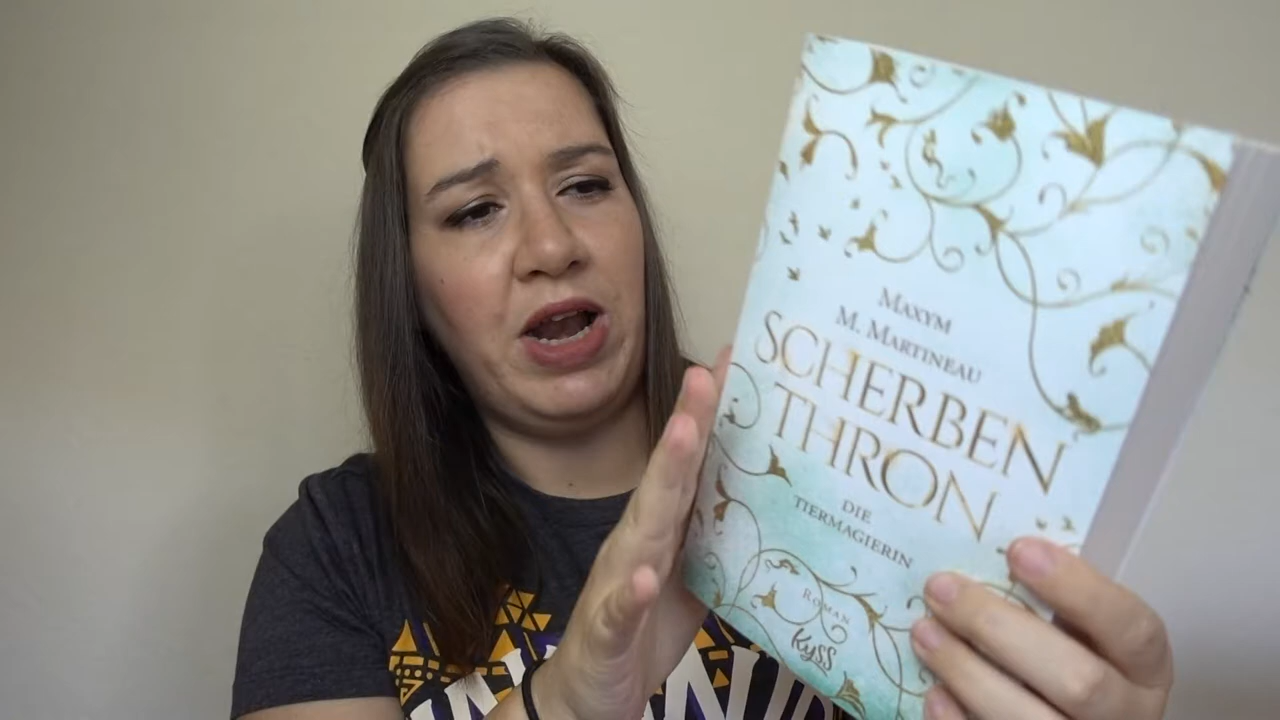 MAXYM
M. MARTINEAU
SCHERBEN
THRON
DIE
TIERMAGIERIN
ROMAN
KYSS